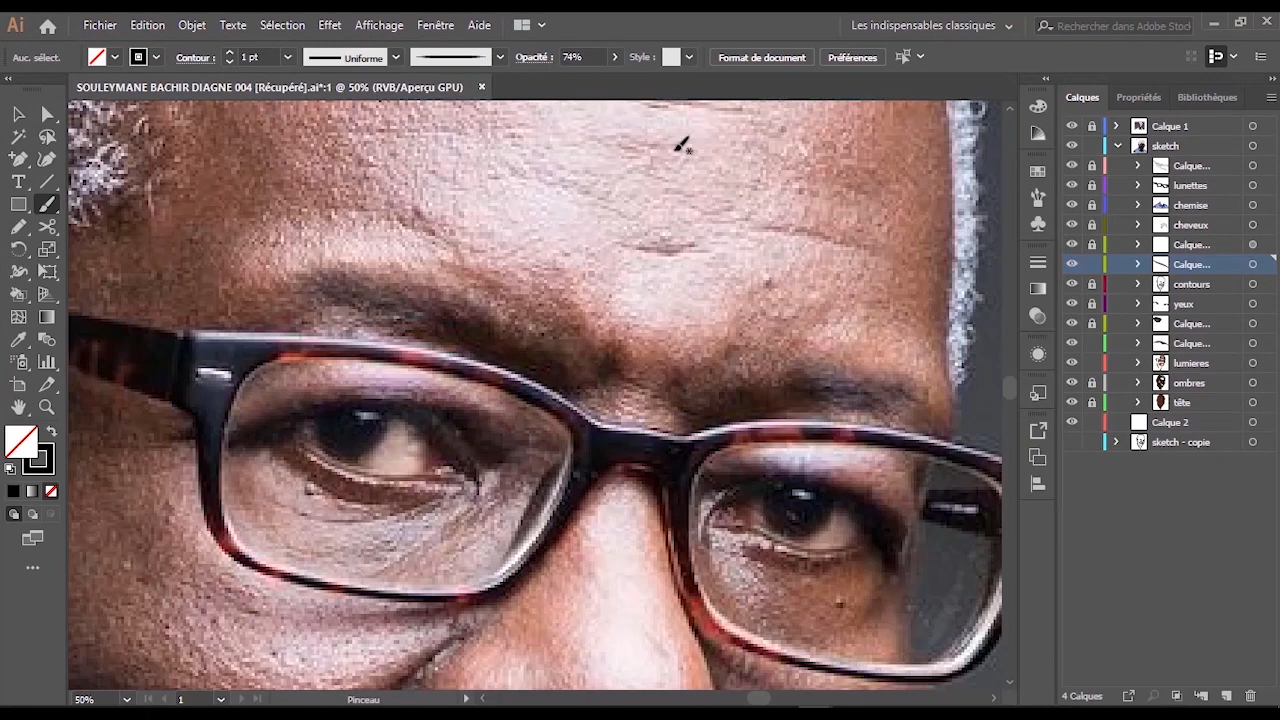 Ai Fichier Edition Objet Texte Sélection Effet Affichage Fenêtre Aide Les indispensables classiques Rechercher dans Adobe Stock
Auc. sélect. Contour : 1 pt Uniforme Opacité : 74% Style : Format de document Préférences
SOULEYMANE BACHIR DIAGNE 004 [Récupéré].ai*:1 @ 50% (RVB/Aperçu GPU)
Calques Propriétés Bibliothèques
Calque 1
sketch
Calque...
lunettes
chemise
cheveux
Calque...
Calque...
contours
yeux
Calque...
Calque...
lumieres
ombres
tête
Calque 2
sketch - copie
50% 1 Pinceau 4 Calques